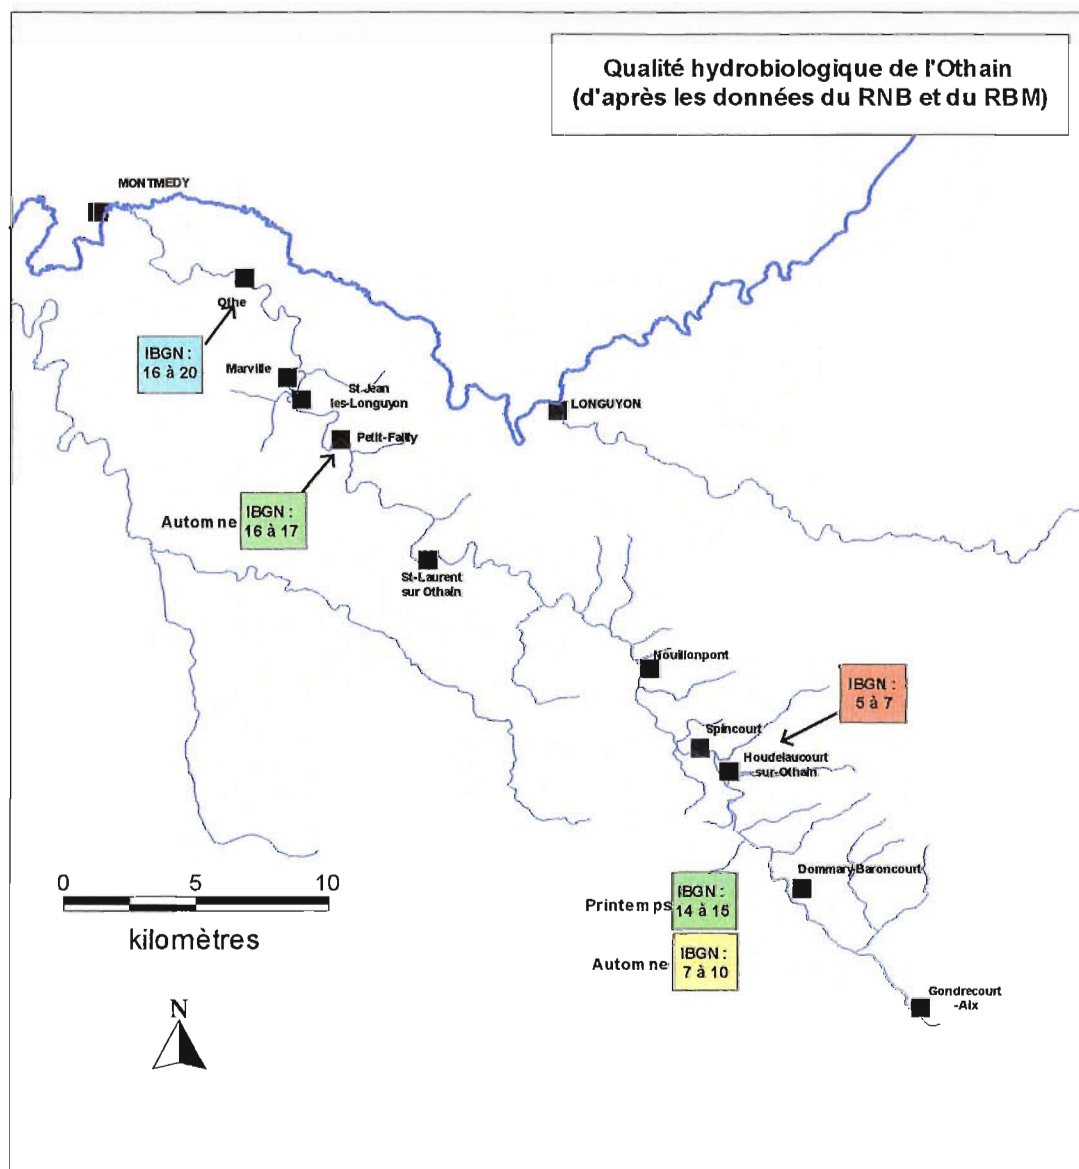 Qualité hydrobiologique de l'Othain
(d'après les données du RNB et du RBM)
MONTMEDY
Othe
IBGN :
16 à 20
Marville
St-Jean
les-Longuyon
LONGUYON
Petit-Failly
Automne
IBGN :
16 à 17
St-Laurent
sur Othain
Nouillonpont
IBGN :
5 à 7
Spincourt
Houdelaucourt
sur-Othain
Dommary-Baroncourt
0 5 10
kilomètres
Printemps
IBGN :
14 à 15
Automne
IBGN :
7 à 10
Gondrecourt
-Aix
N